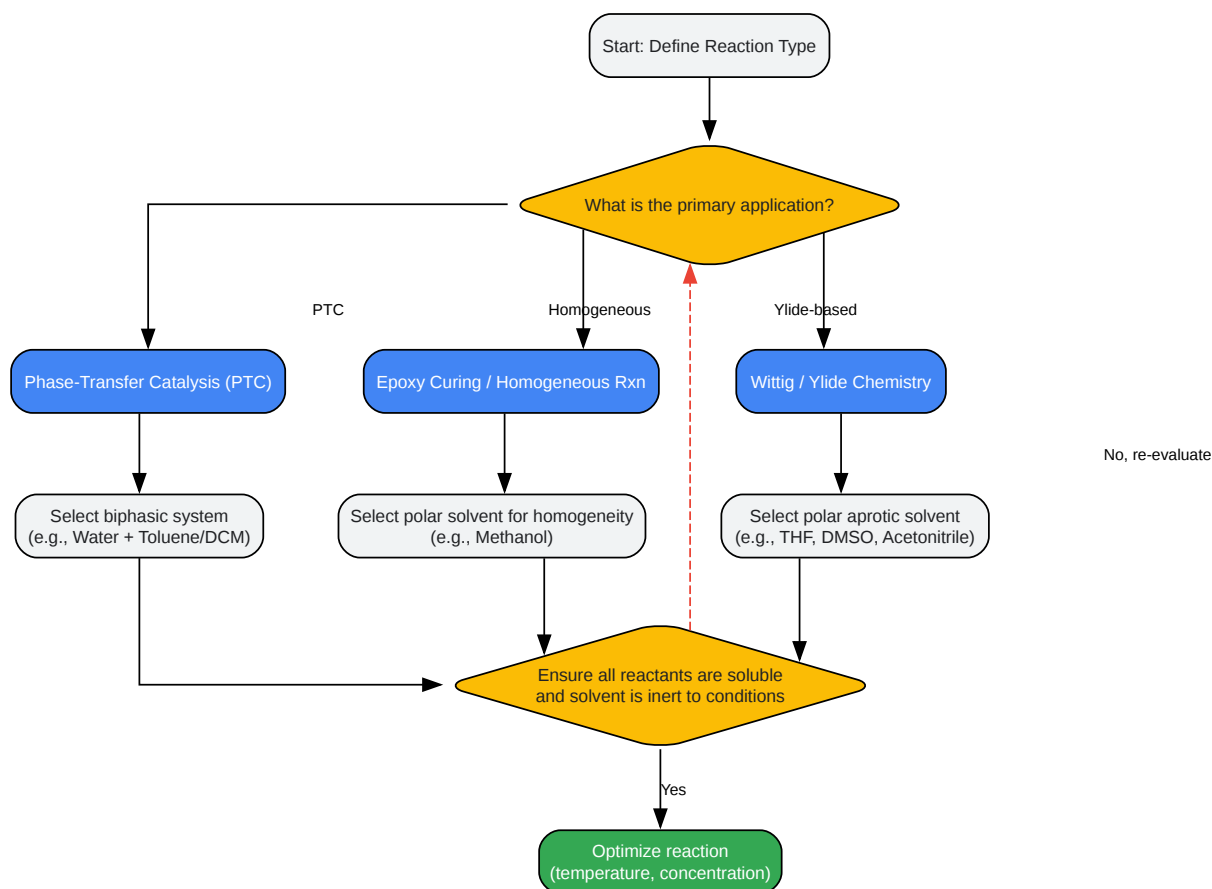 Start: Define Reaction Type
What is the primary application?
PTC
Homogeneous
Ylide-based
Phase-Transfer Catalysis (PTC)
Epoxy Curing / Homogeneous Rxn
Wittig / Ylide Chemistry
No, re-evaluate
Select biphasic system
(e.g., Water + Toluene/DCM)
Select polar solvent for homogeneity
(e.g., Methanol)
Select polar aprotic solvent
(e.g., THF, DMSO, Acetonitrile)
Ensure all reactants are soluble
and solvent is inert to conditions
Yes
Optimize reaction
(temperature, concentration)